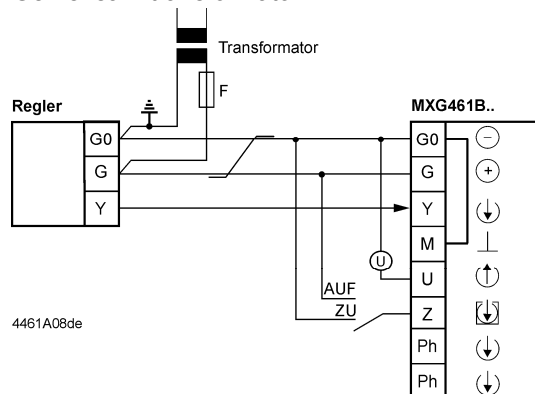 Transformator
F
Regler
MXG461B..
G0
G0
G
G
Y
Y
M
U
U
AUF
ZU
Z
4461A08de
Ph
Ph